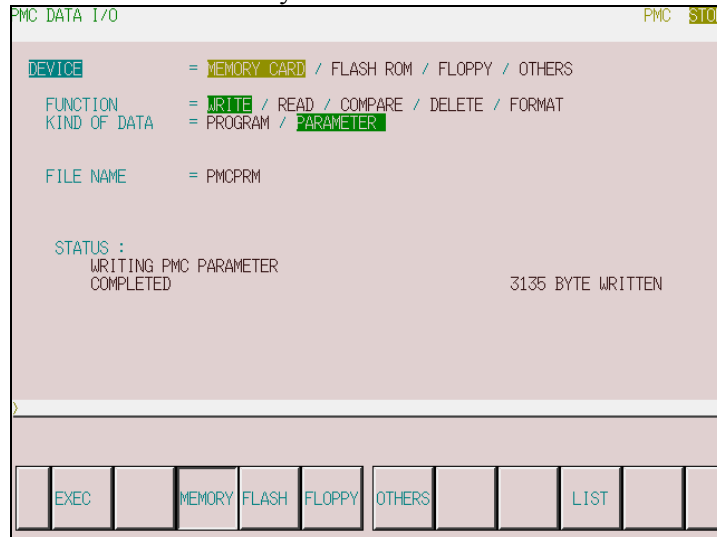 PMC DATA I/O PMC STO
DEVICE = MEMORY CARD / FLASH ROM / FLOPPY / OTHERS
FUNCTION = WRITE / READ / COMPARE / DELETE / FORMAT
KIND OF DATA = PROGRAM / PARAMETER
FILE NAME = PMCPRM
STATUS :
WRITING PMC PARAMETER
COMPLETED 3135 BYTE WRITTEN
)
EXEC MEMORY FLASH FLOPPY OTHERS LIST